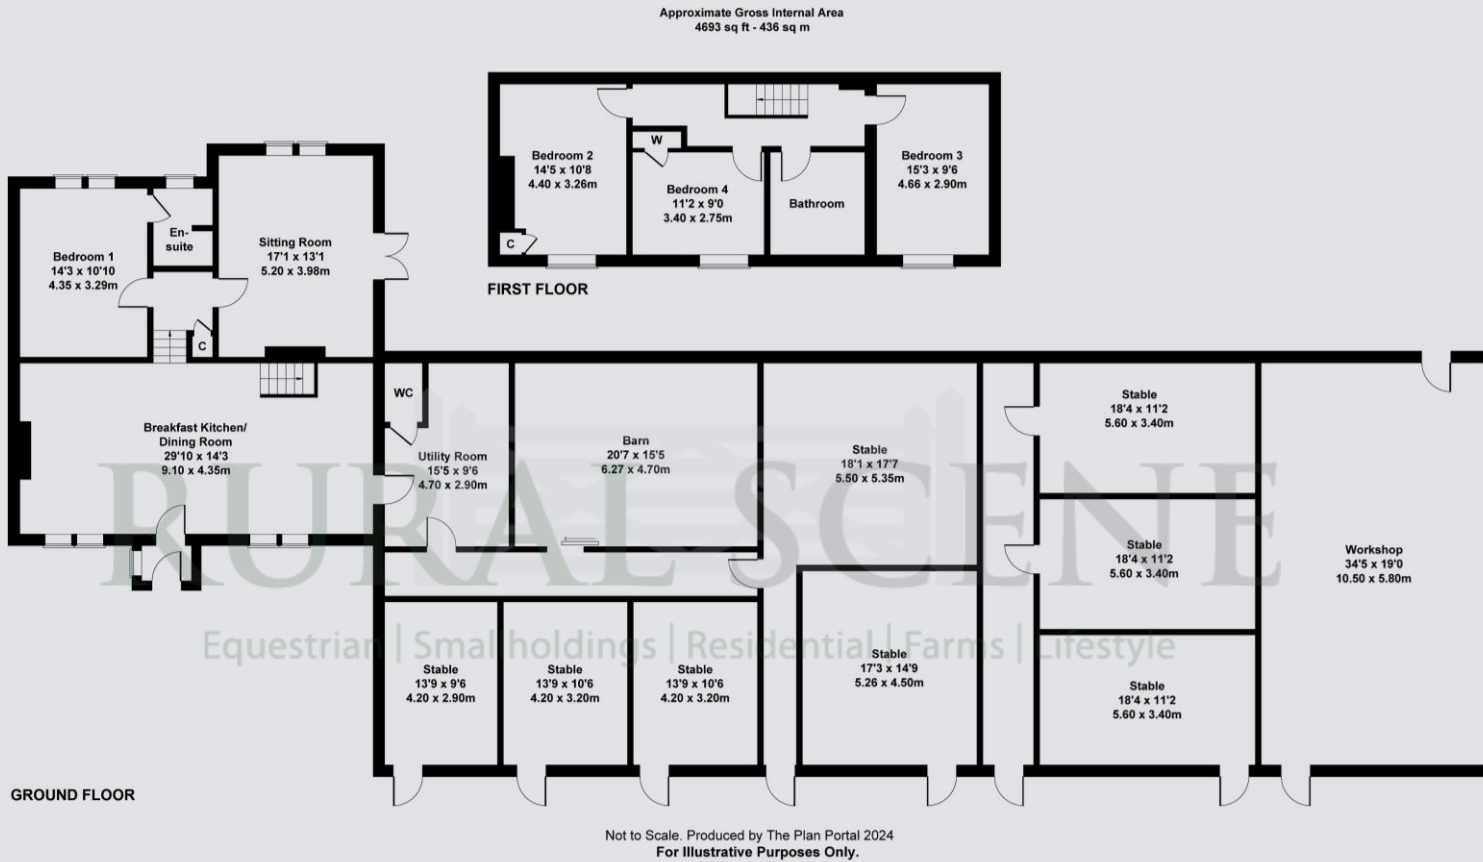 Approximate Gross Internal Area
4693 sq ft - 436 sq m
Bedroom 2
14'5 x 10'8
4.40 x 3.26m
W
Bedroom 4
11'2 x 9'0
3.40 x 2.75m
Bathroom
Bedroom 3
15'3 x 9'6
4.66 x 2.90m
C
FIRST FLOOR
Bedroom 1
14'3 x 10'10
4.35 x 3.29m
En-
suite
Sitting Room
17'1 x 13'1
5.20 x 3.98m
C
Breakfast Kitchen/
Dining Room
29'10 x 14'3
9.10 x 4.35m
WC
Utility Room
15'5 x 9'6
4.70 x 2.90m
Barn
20'7 x 15'5
6.27 x 4.70m
Stable
18'1 x 17'7
5.50 x 5.35m
Stable
18'4 x 11'2
5.60 x 3.40m
Stable
18'4 x 11'2
5.60 x 3.40m
Workshop
34'5 x 19'0
10.50 x 5.80m
RURAL SCENE
Equestrian | Smallholdings | Residential | Farms | Lifestyle
Stable
13'9 x 9'6
4.20 x 2.90m
Stable
13'9 x 10'6
4.20 x 3.20m
Stable
13'9 x 10'6
4.20 x 3.20m
Stable
17'3 x 14'9
5.26 x 4.50m
Stable
18'4 x 11'2
5.60 x 3.40m
GROUND FLOOR
Not to Scale. Produced by The Plan Portal 2024
For Illustrative Purposes Only.